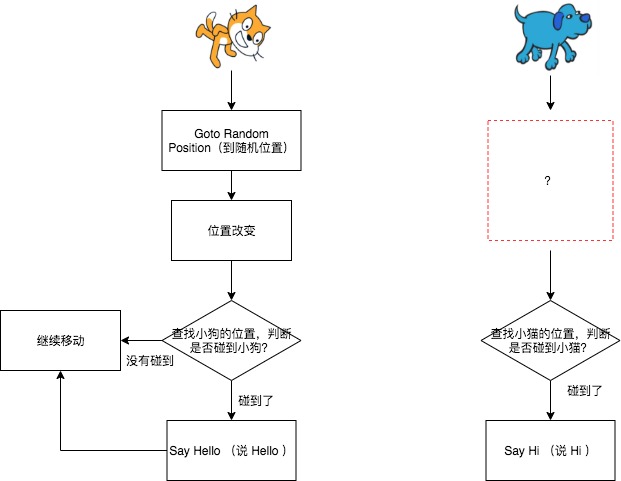 Goto Random
Position（到随机位置）
位置改变
查找小狗的位置，判断
是否碰到小狗？
继续移动
没有碰到
碰到了
Say Hello （说 Hello ）
?
查找小猫的位置，判断
是否碰到小猫？
碰到了
Say Hi （说 Hi ）